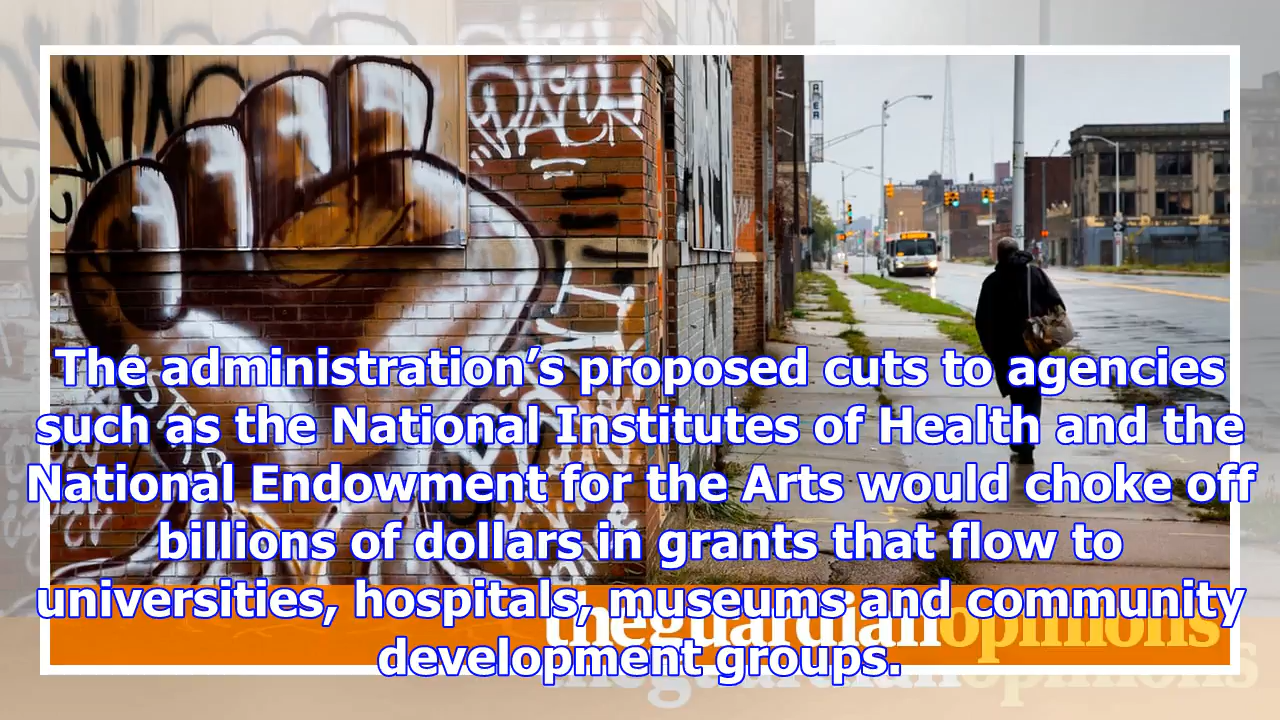 The administration’s proposed cuts to agencies
such as the National Institutes of Health and the
National Endowment for the Arts would choke off
billions of dollars in grants that flow to
universities, hospitals, museums and community
development groups.
theguardianopinions
theguardianopinions